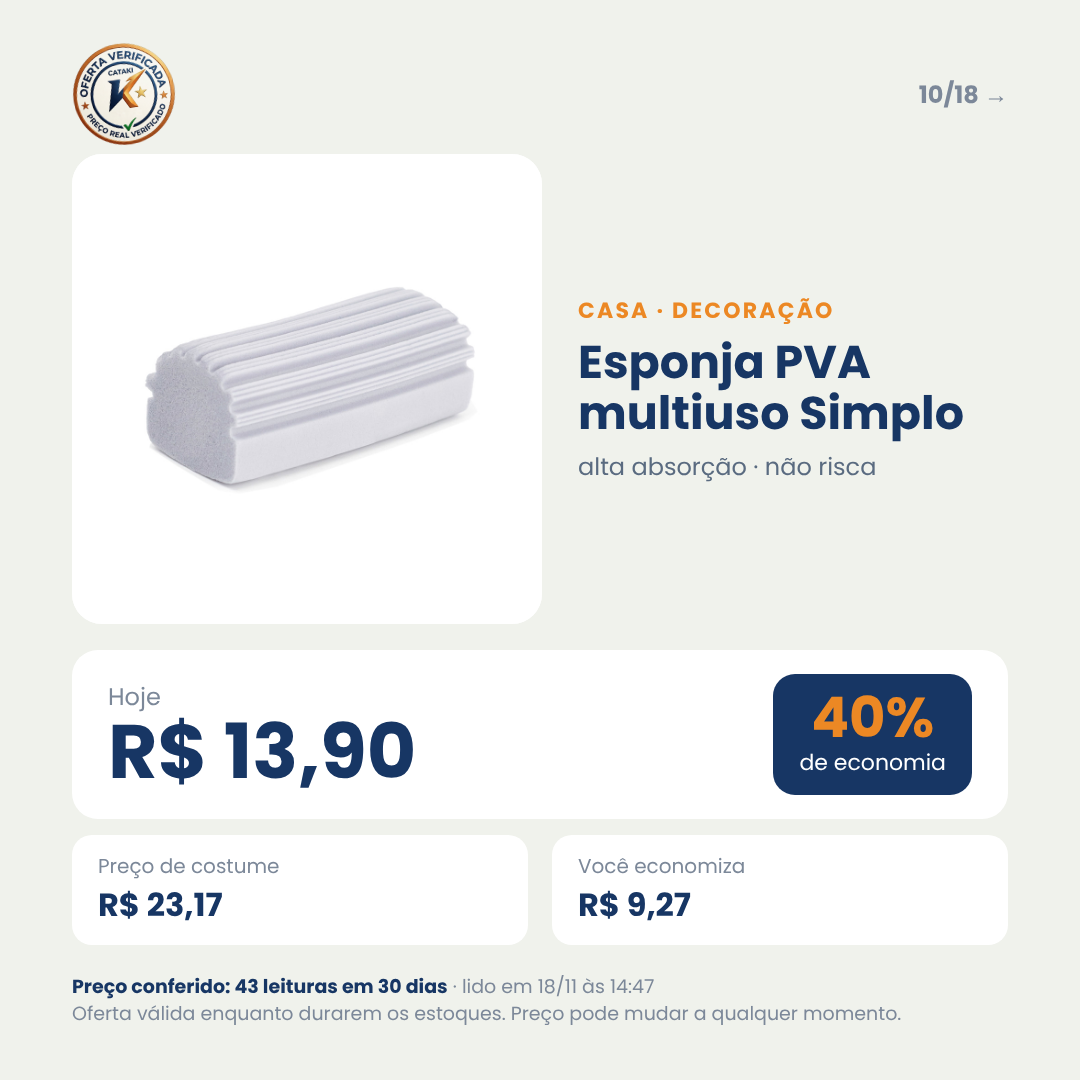 OFERTA VERIFICADA
CATAKI
K
PREÇO REAL VERIFICADO
10/18 →
CASA · DECORAÇÃO
Esponja PVA
multiuso Simplo
alta absorção · não risca
Hoje
R$ 13,90
40%
de economia
Preço de costume
R$ 23,17
Você economiza
R$ 9,27
Preço conferido: 43 leituras em 30 dias · lido em 18/11 às 14:47
Oferta válida enquanto durarem os estoques. Preço pode mudar a qualquer momento.